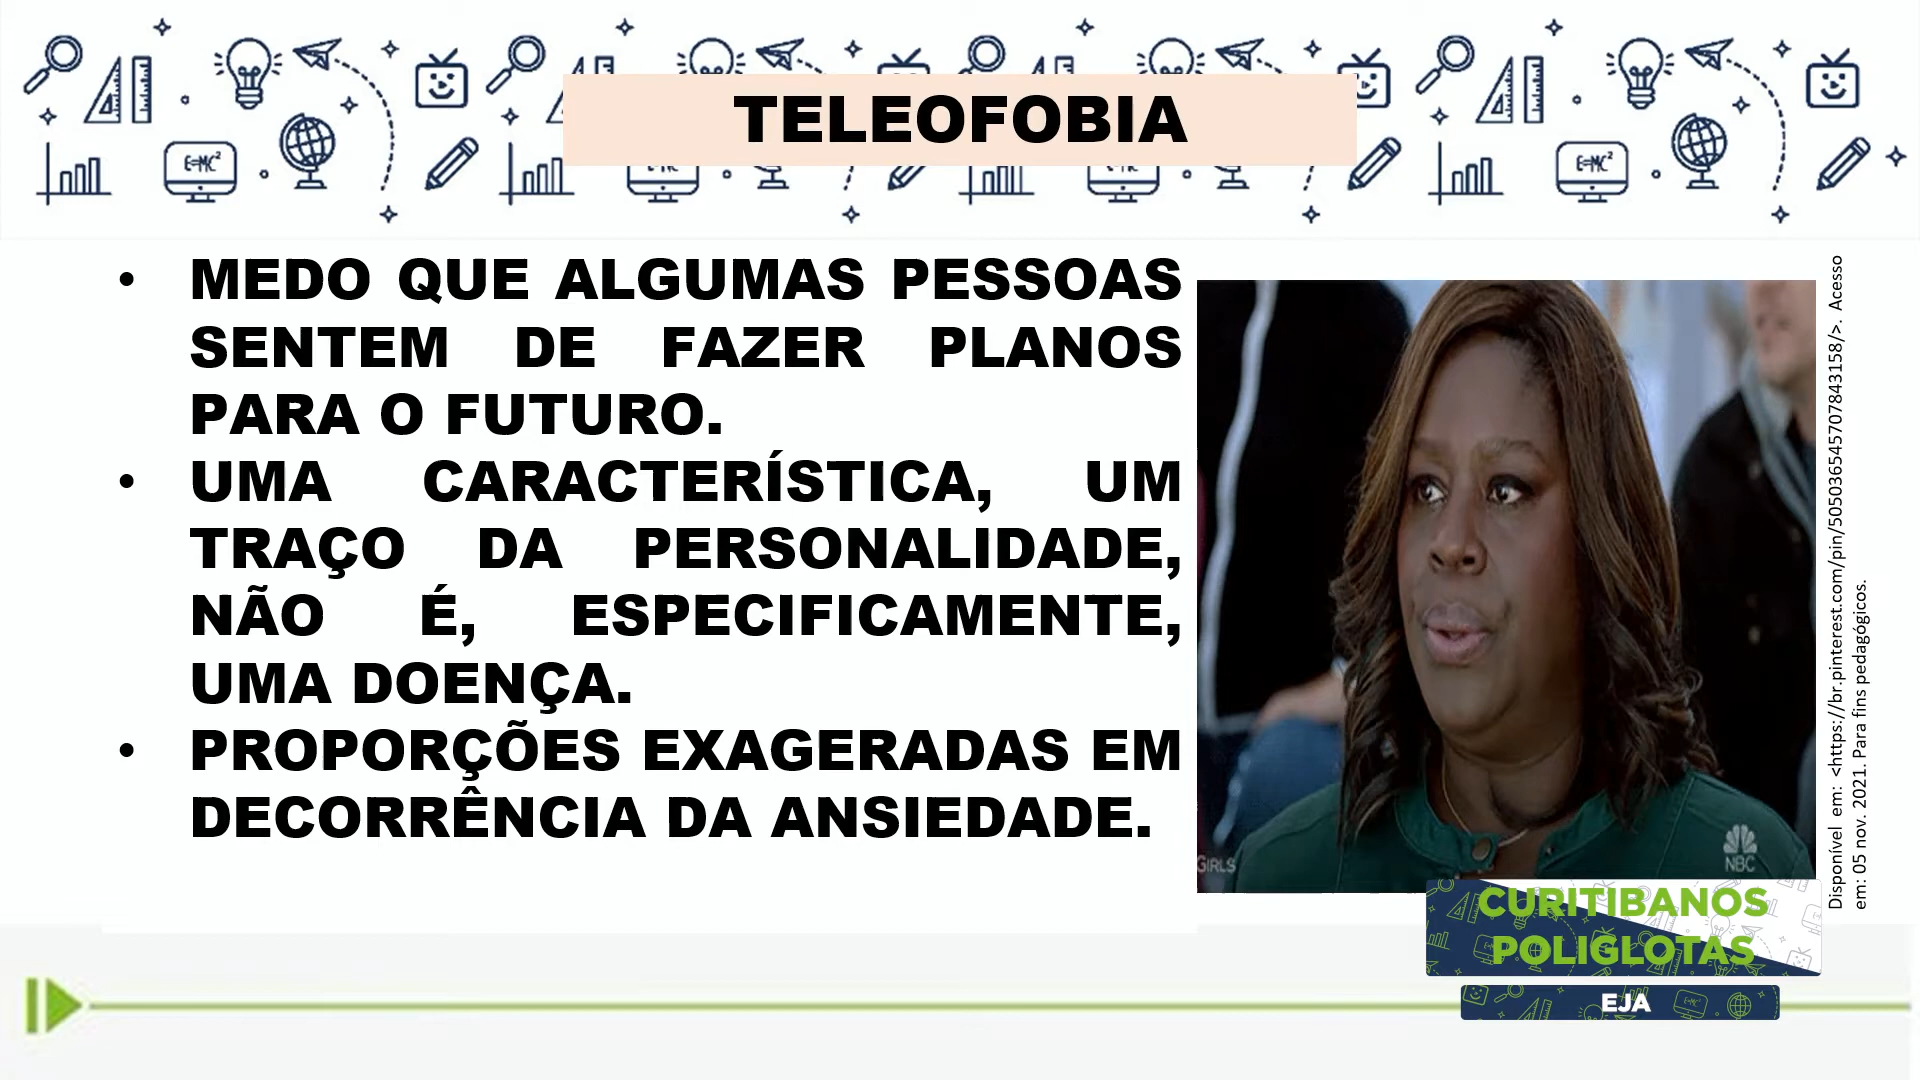 TELEOFOBIA
E=MC²
E=MC²
• MEDO QUE ALGUMAS PESSOAS
SENTEM DE FAZER PLANOS
PARA O FUTURO.
• UMA CARACTERÍSTICA, UM
TRAÇO DA PERSONALIDADE,
NÃO É, ESPECIFICAMENTE,
UMA DOENÇA.
• PROPORÇÕES EXAGERADAS EM
DECORRÊNCIA DA ANSIEDADE.
GIRLS
NBC
Disponível em: <https://br.pinterest.com/pin/505036545707843158/>. Acesso
em: 05 nov. 2021. Para fins pedagógicos.
CURITIBANOS
POLIGLOTAS
EJA